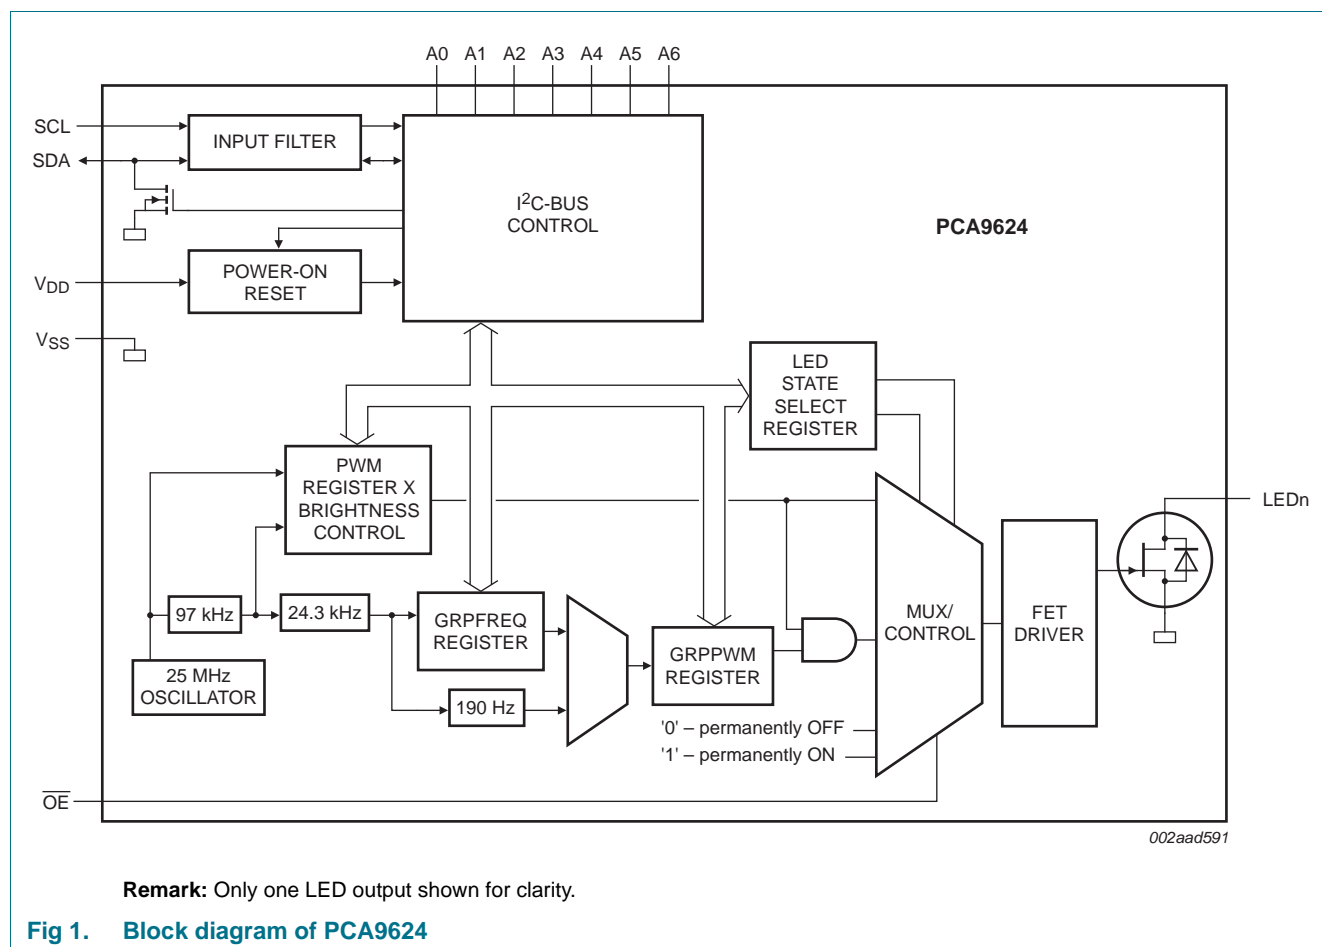 A0 A1 A2 A3 A4 A5 A6
SCL
SDA
INPUT FILTER
I2C-BUS
CONTROL
PCA9624
VDD
POWER-ON
RESET
VSS
LED
STATE
SELECT
REGISTER
PWM
REGISTER X
BRIGHTNESS
CONTROL
LEDn
97 kHz
24.3 kHz
GRPFREQ
REGISTER
MUX/
CONTROL
FET
DRIVER
GRPPWM
REGISTER
25 MHz
OSCILLATOR
190 Hz
'0' – permanently OFF
'1' – permanently ON
OE
002aad591
Remark: Only one LED output shown for clarity.
Fig 1. Block diagram of PCA9624